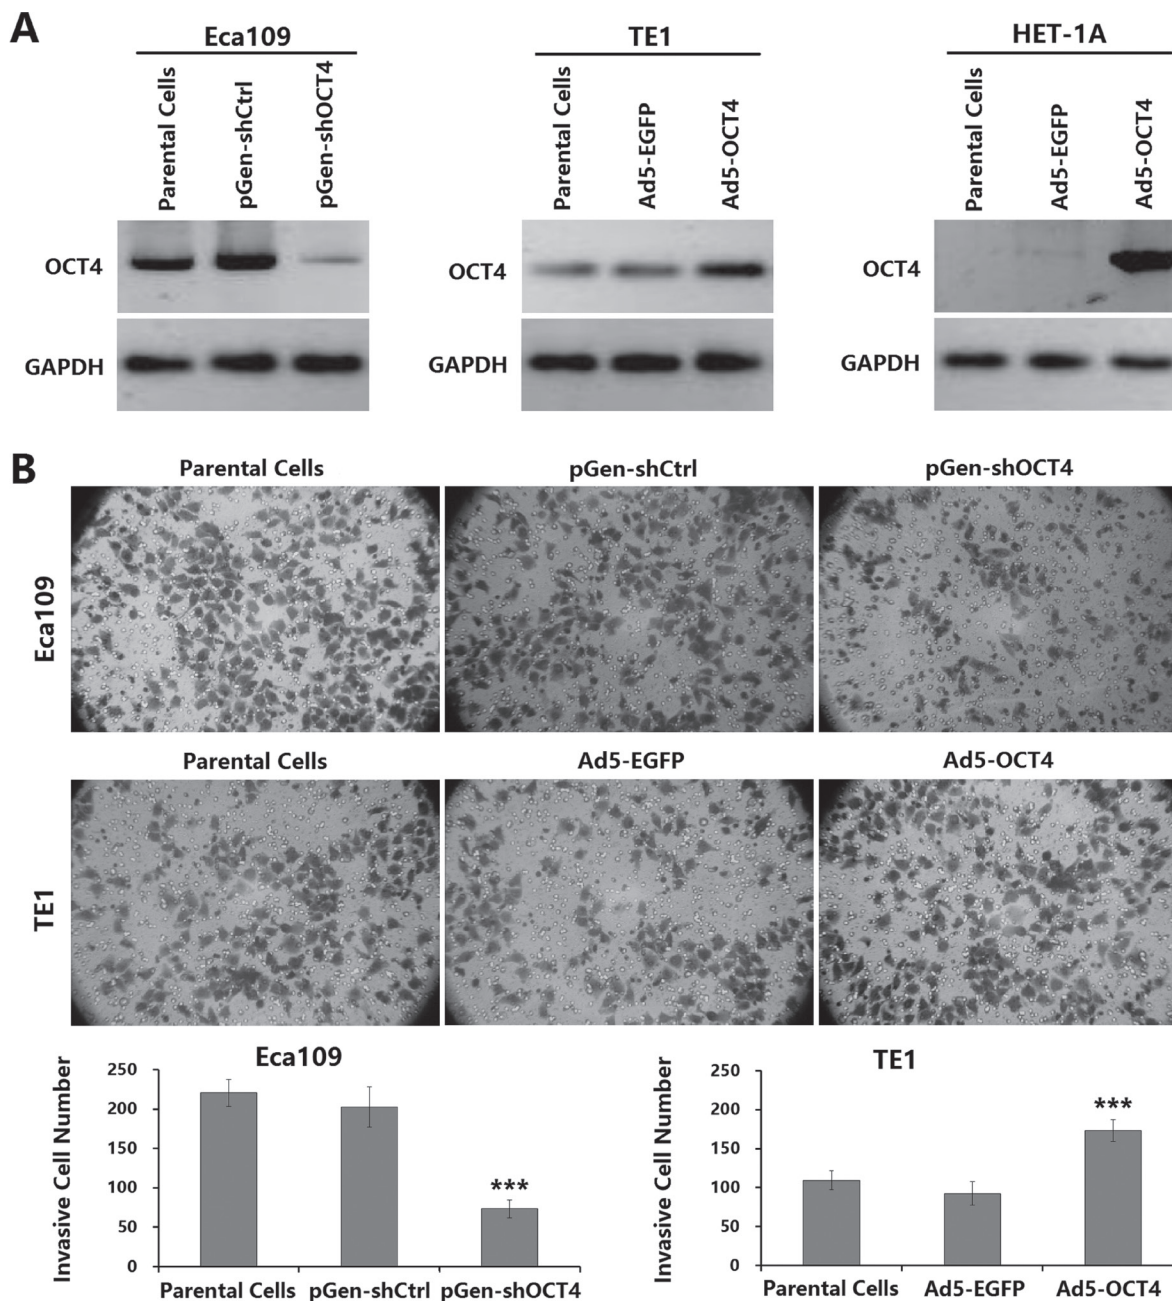 A
Eca109
TE1
HET-1A
Parental Cells
pGen-shCtrl
pGen-shOCT4
Parental Cells
Ad5-EGFP
Ad5-OCT4
Parental Cells
Ad5-EGFP
Ad5-OCT4
OCT4
OCT4
OCT4
GAPDH
GAPDH
GAPDH
B
Parental Cells
pGen-shCtrl
pGen-shOCT4
Eca109
Parental Cells
Ad5-EGFP
Ad5-OCT4
TE1
Eca109
Invasive Cell Number
250
200
150
100
50
0
***
Parental Cells
pGen-shCtrl
pGen-shOCT4
TE1
Invasive Cell Number
250
200
150
100
50
0
***
Parental Cells
Ad5-EGFP
Ad5-OCT4